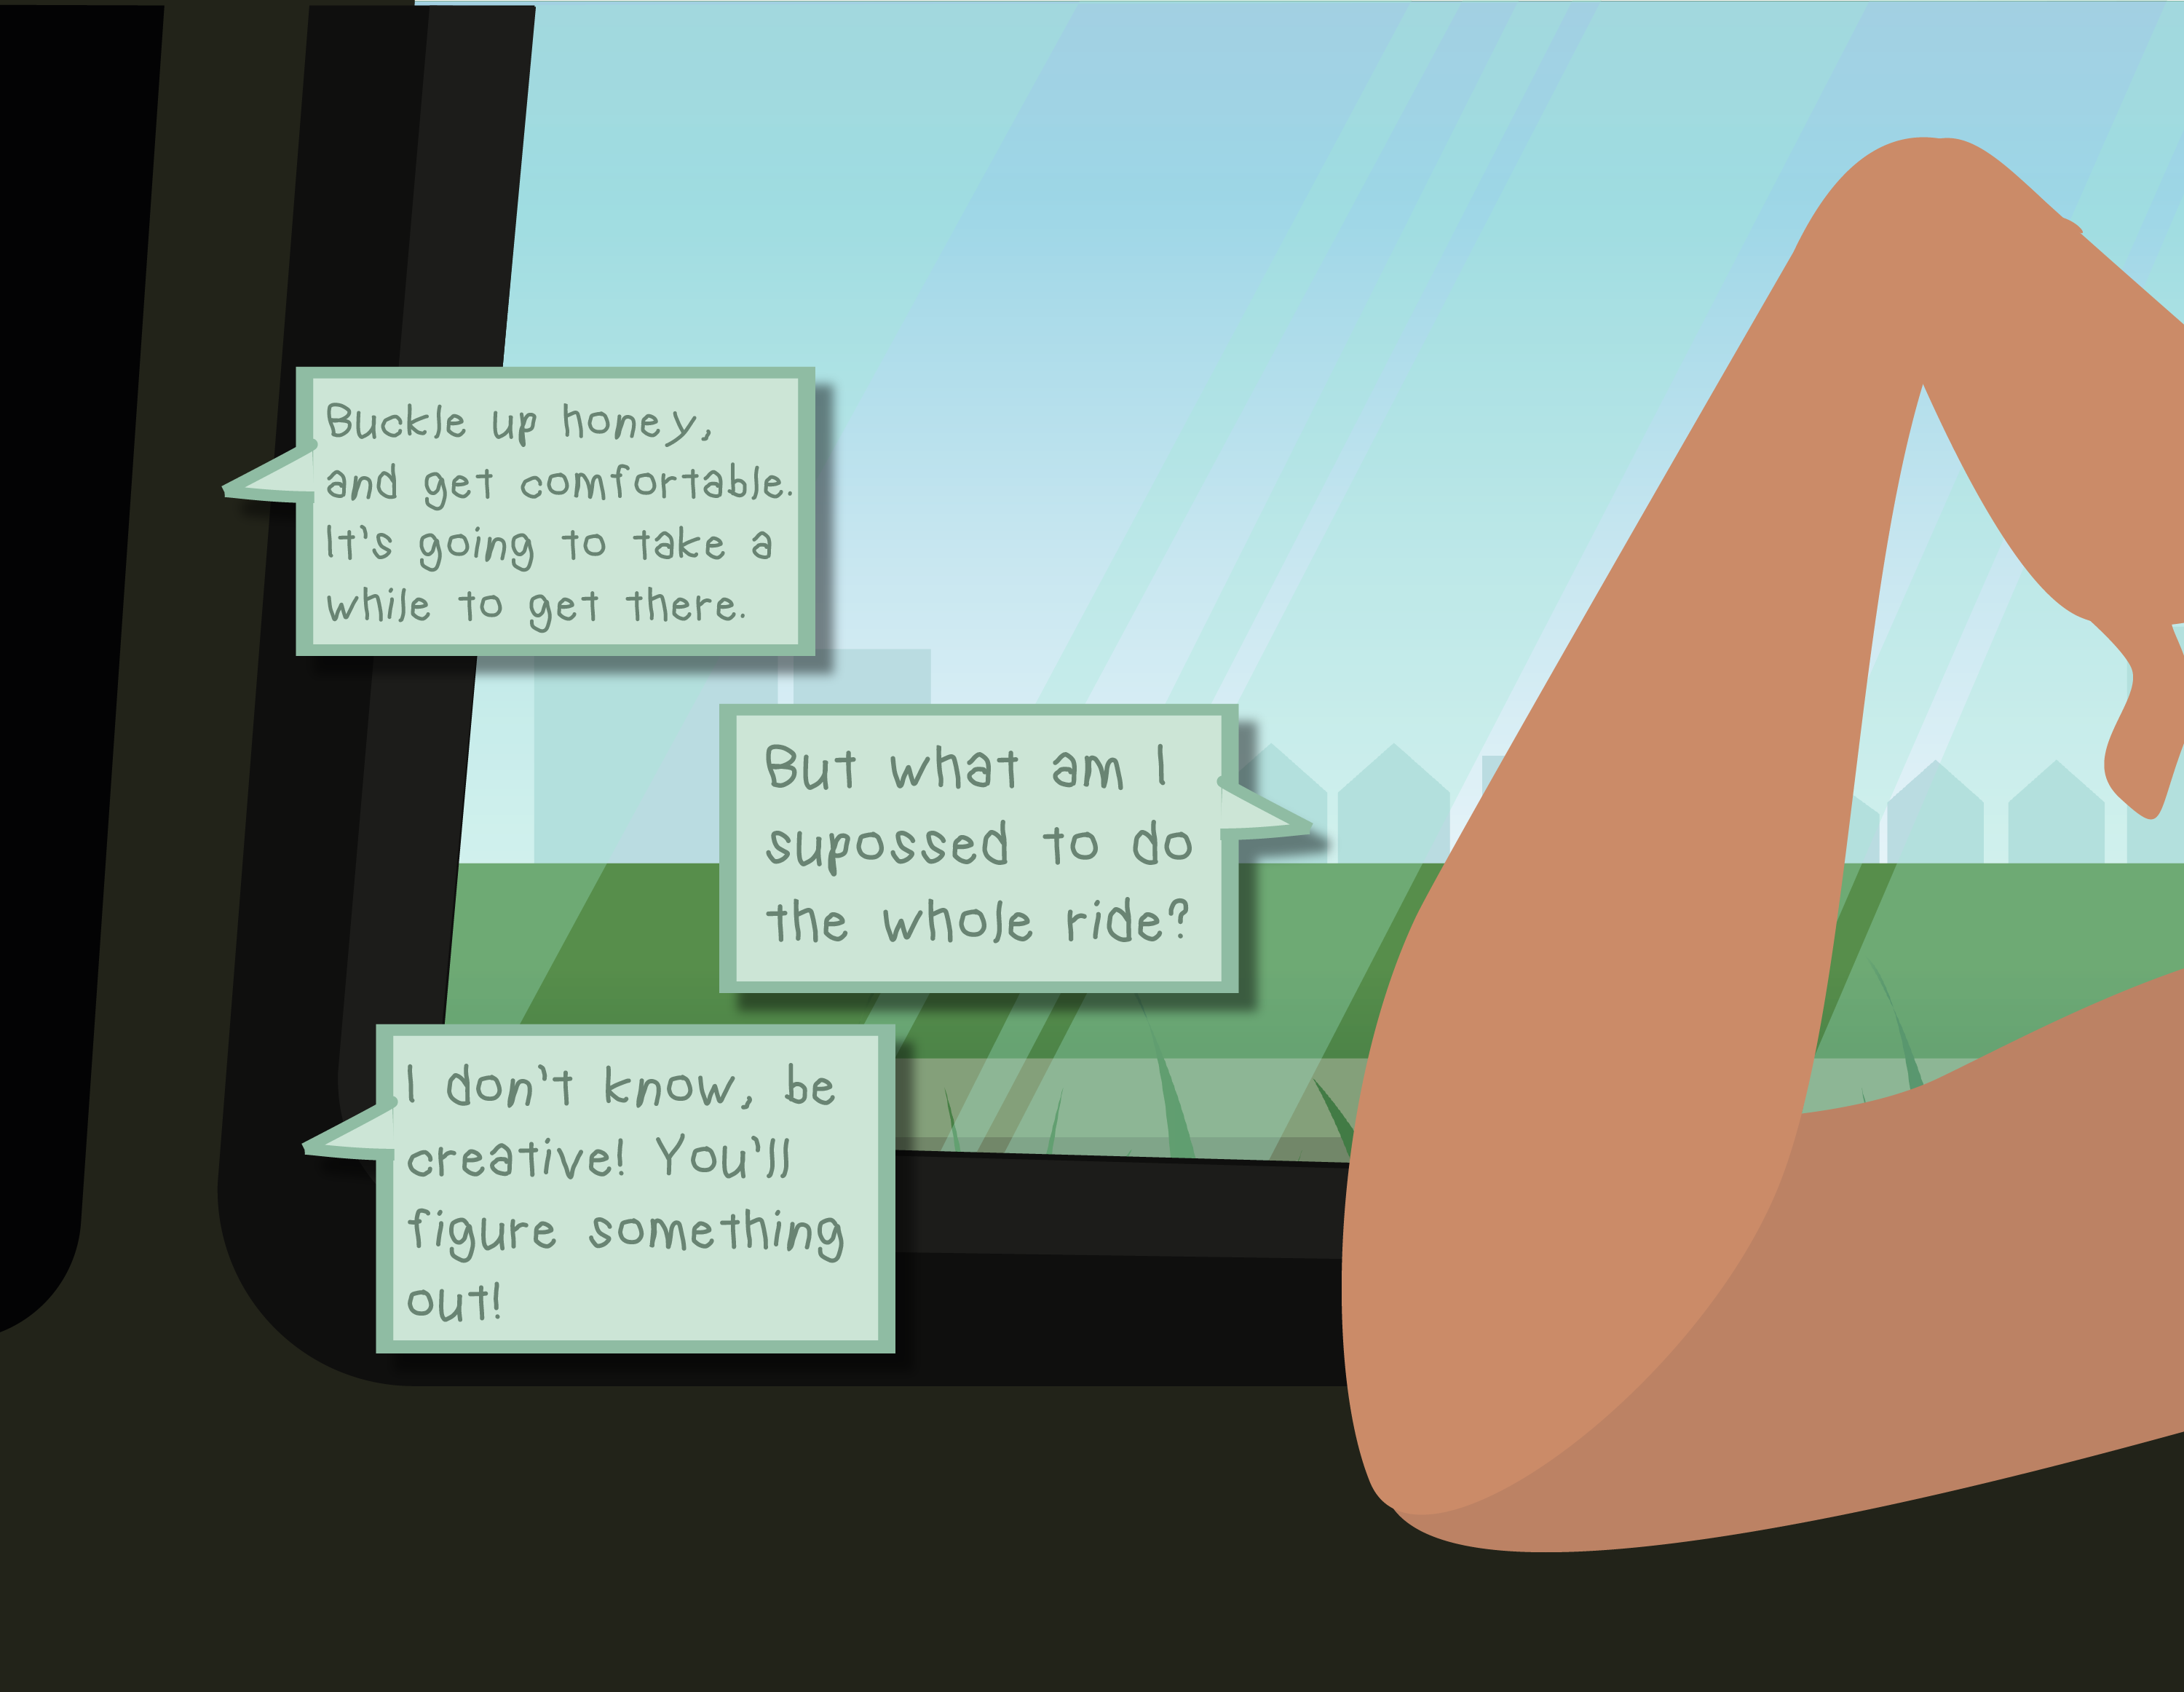 Buckle up honey,
and get comfortable.
It's going to take a
while to get there.
But what am I
supossed to do
the whole ride?
I don't know, be
creative! You'll
figure something
out!